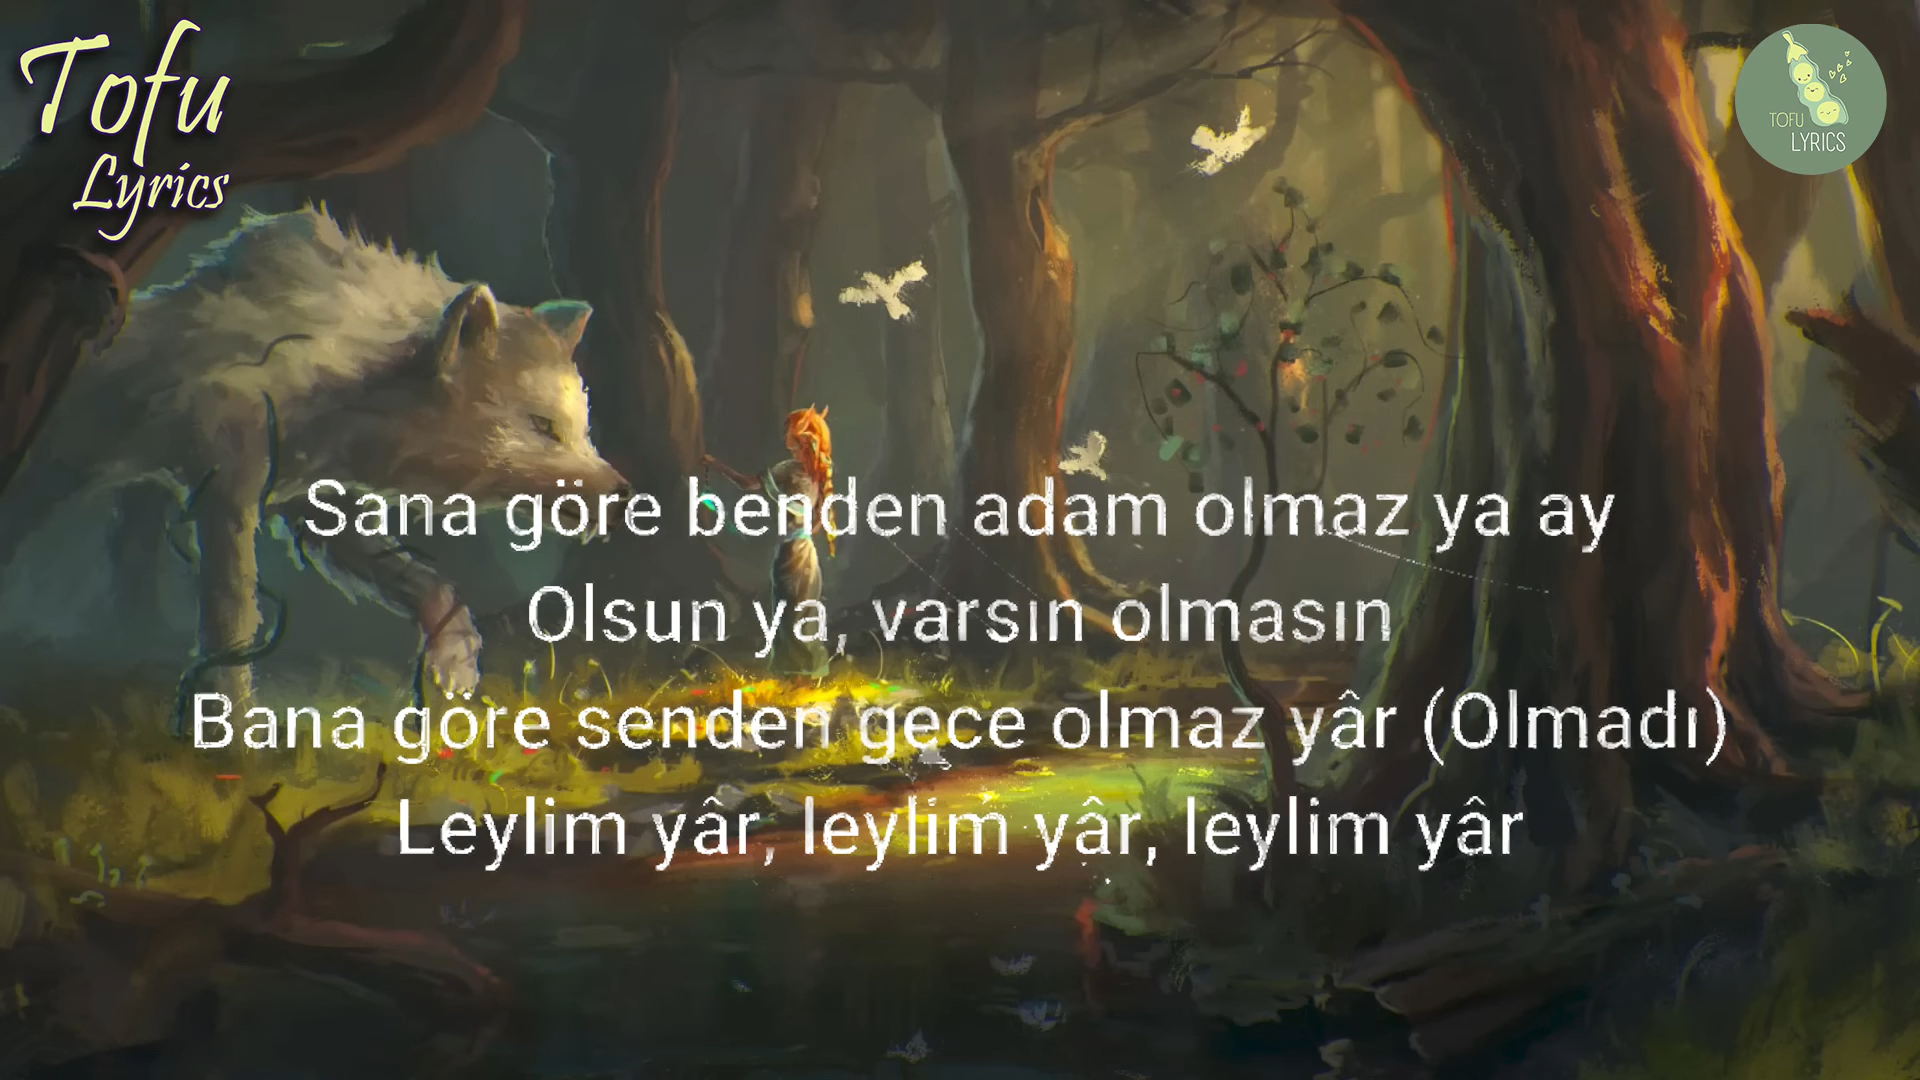 Tofu
Lyrics
TOFU
LYRICS
Sana göre benden adam olmaz ya ay
Olsun ya, varsın olmasın
Bana göre senden gece olmaz yâr (Olmadı)
Leylim yâr, leylim yâr, leylim yâr